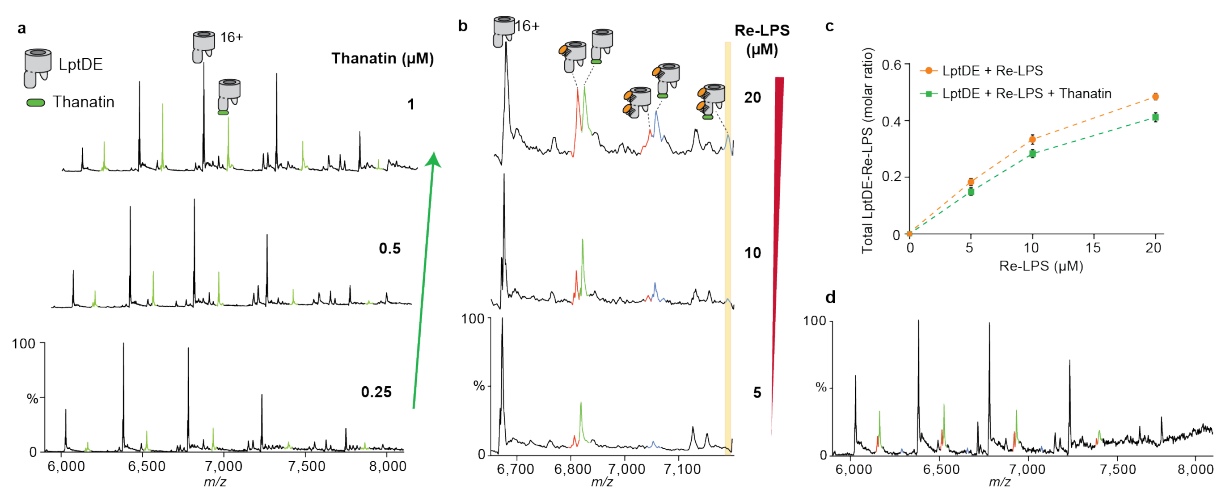 a
LptDE
Thanatin
16+
Thanatin (µM)
1
0.5
0.25
100
%
0
6,000
6,500
7,000
7,500
8,000
m/z
b
16+
Re-LPS
(µM)
20
10
5
100
%
0
6,700
6,800
7,000
7,100
m/z
c
Total LptDE-Re-LPS (molar ratio)
0.6
0.4
0.2
0
LptDE + Re-LPS
LptDE + Re-LPS + Thanatin
0
5
10
15
20
Re-LPS (µM)
d
100
%
0
6,000
6,500
7,000
7,500
8,000
m/z